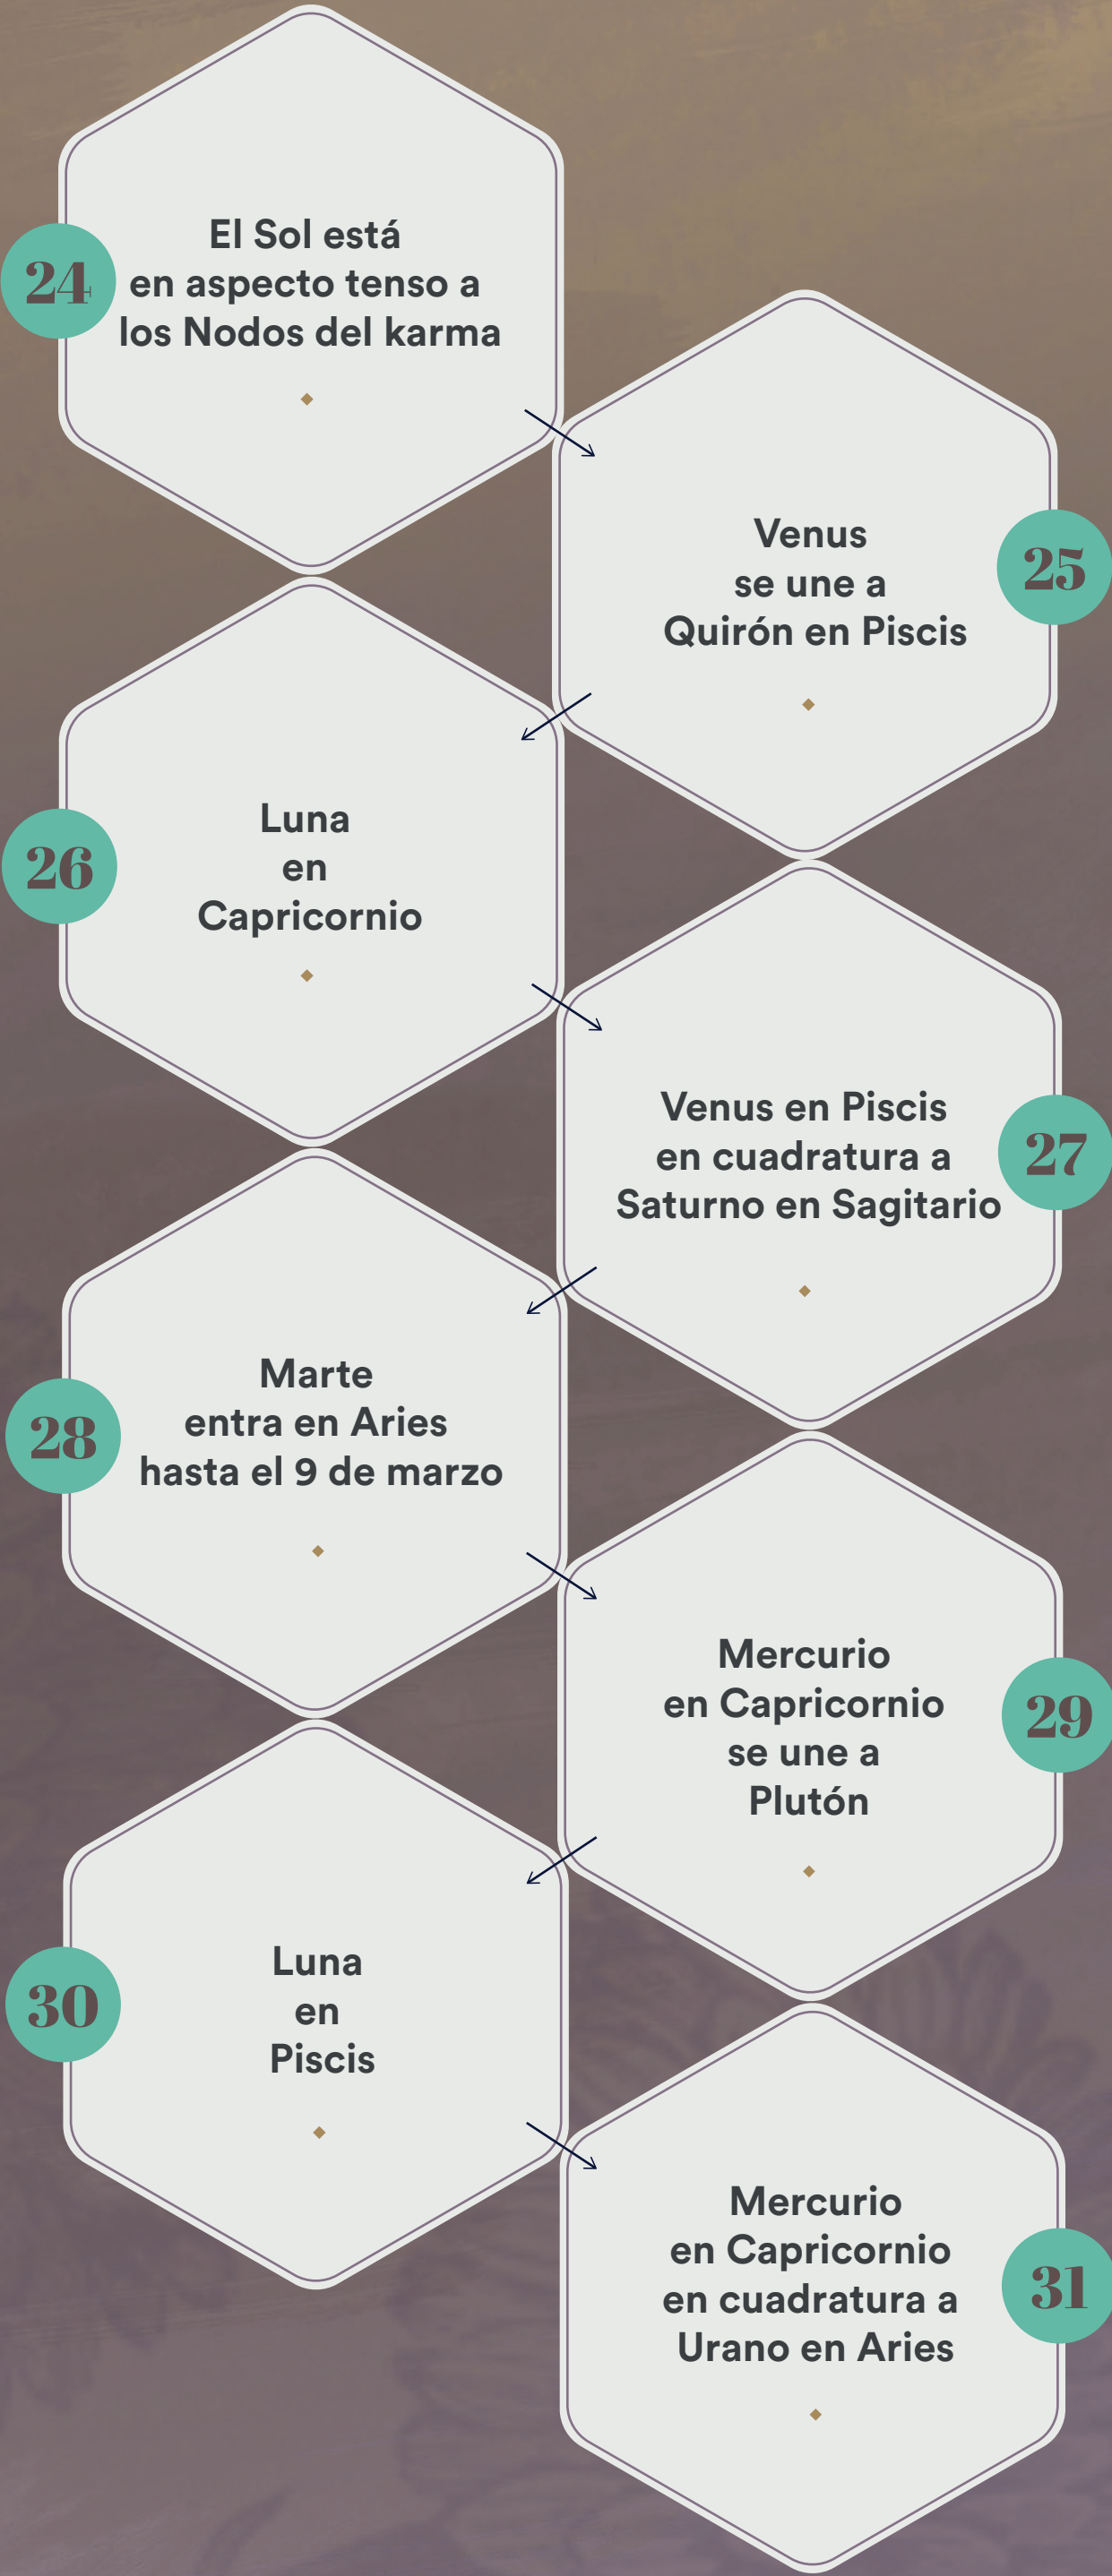 24
El Sol está
en aspecto tenso a
los Nodos del karma
25
Venus
se une a
Quirón en Piscis
26
Luna
en
Capricornio
27
Venus en Piscis
en cuadratura a
Saturno en Sagitario
28
Marte
entra en Aries
hasta el 9 de marzo
29
Mercurio
en Capricornio
se une a
Plutón
30
Luna
en
Piscis
31
Mercurio
en Capricornio
en cuadratura a
Urano en Aries